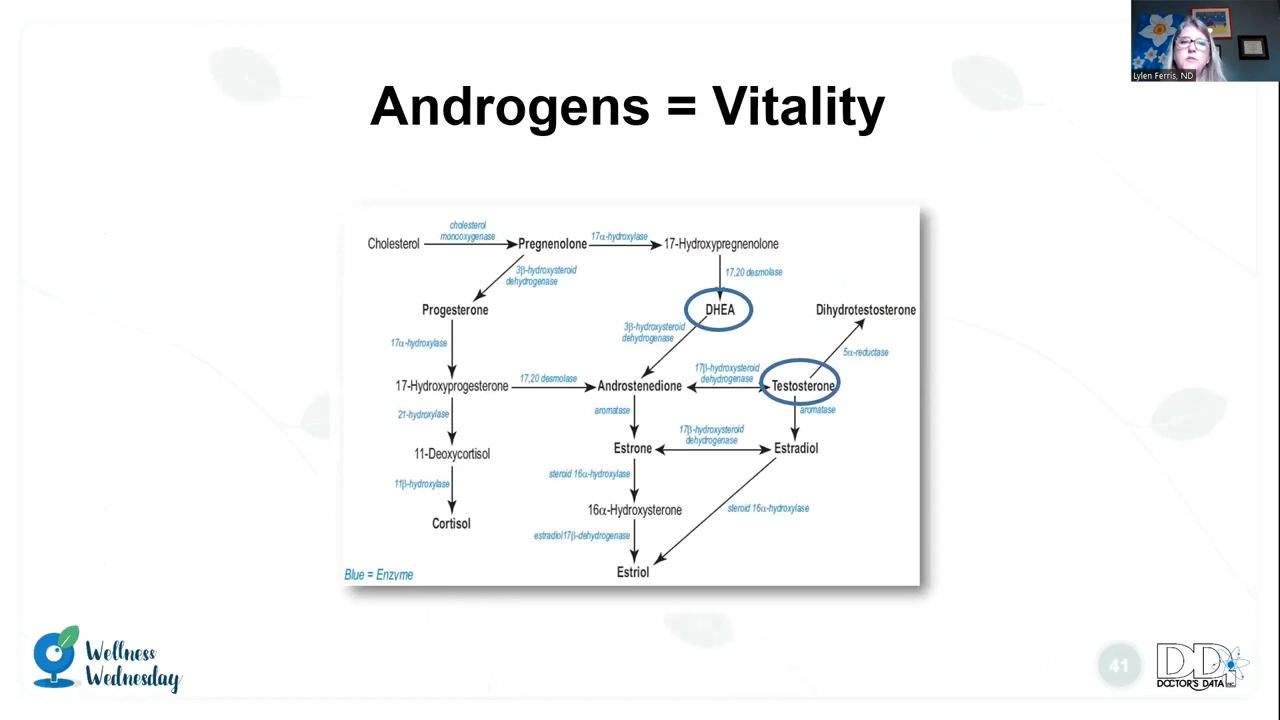 Lylen Ferris, ND
Androgens = Vitality
cholesterol
monooxygenase
Cholesterol
Pregnenolone
17α-hydroxylase
17-Hydroxypregnenolone
3β-hydroxysteroid
dehydrogenase
17,20 desmolase
Progesterone
DHEA
Dihydrotestosterone
3β-hydroxysteroid
dehydrogenase
17α-hydroxylase
5α-reductase
17β-hydroxysteroid
dehydrogenase
17-Hydroxyprogesterone
17,20 desmolase
Androstenedione
Testosterone
21-hydroxylase
aromatase
aromatase
17β-hydroxysteroid
dehydrogenase
11-Deoxycortisol
Estrone
Estradiol
11β-hydroxylase
steroid 16α-hydroxylase
16α-Hydroxysterone
steroid 16α-hydroxylase
Cortisol
estradiol17β-dehydrogenase
Estriol
Blue = Enzyme
Wellness
Wednesday
41
DDI
DOCTOR'S DATA INC.